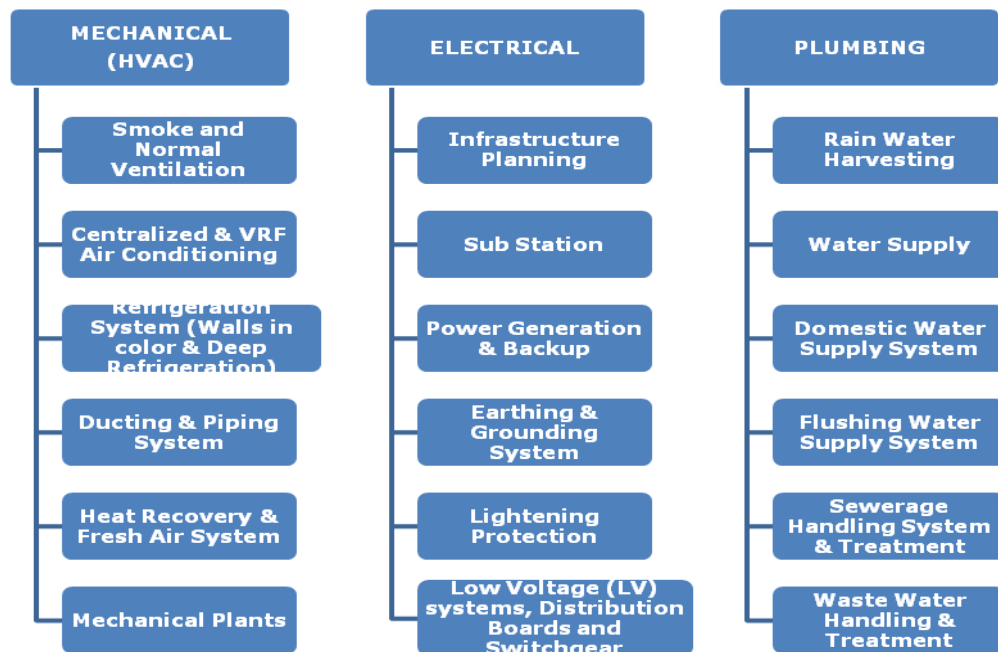 MECHANICAL
(HVAC)
Smoke and
Normal
Ventilation
Centralized & VRF
Air Conditioning
Refrigeration
System (Walls in
color & Deep
Refrigeration)
Ducting & Piping
System
Heat Recovery &
Fresh Air System
Mechanical Plants
ELECTRICAL
Infrastructure
Planning
Sub Station
Power Generation
& Backup
Earthing &
Grounding
System
Lightening
Protection
Low Voltage (LV)
systems, Distribution
Boards and
Switchgear
PLUMBING
Rain Water
Harvesting
Water Supply
Domestic Water
Supply System
Flushing Water
Supply System
Sewerage
Handling System
& Treatment
Waste Water
Handling &
Treatment